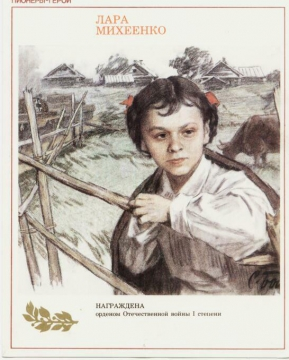 ПИОНЕРЫ-ГЕРОИ
ЛАРА
МИХЕЕНКО
НАГРАЖДЕНА
орденом Отечественной войны I степени